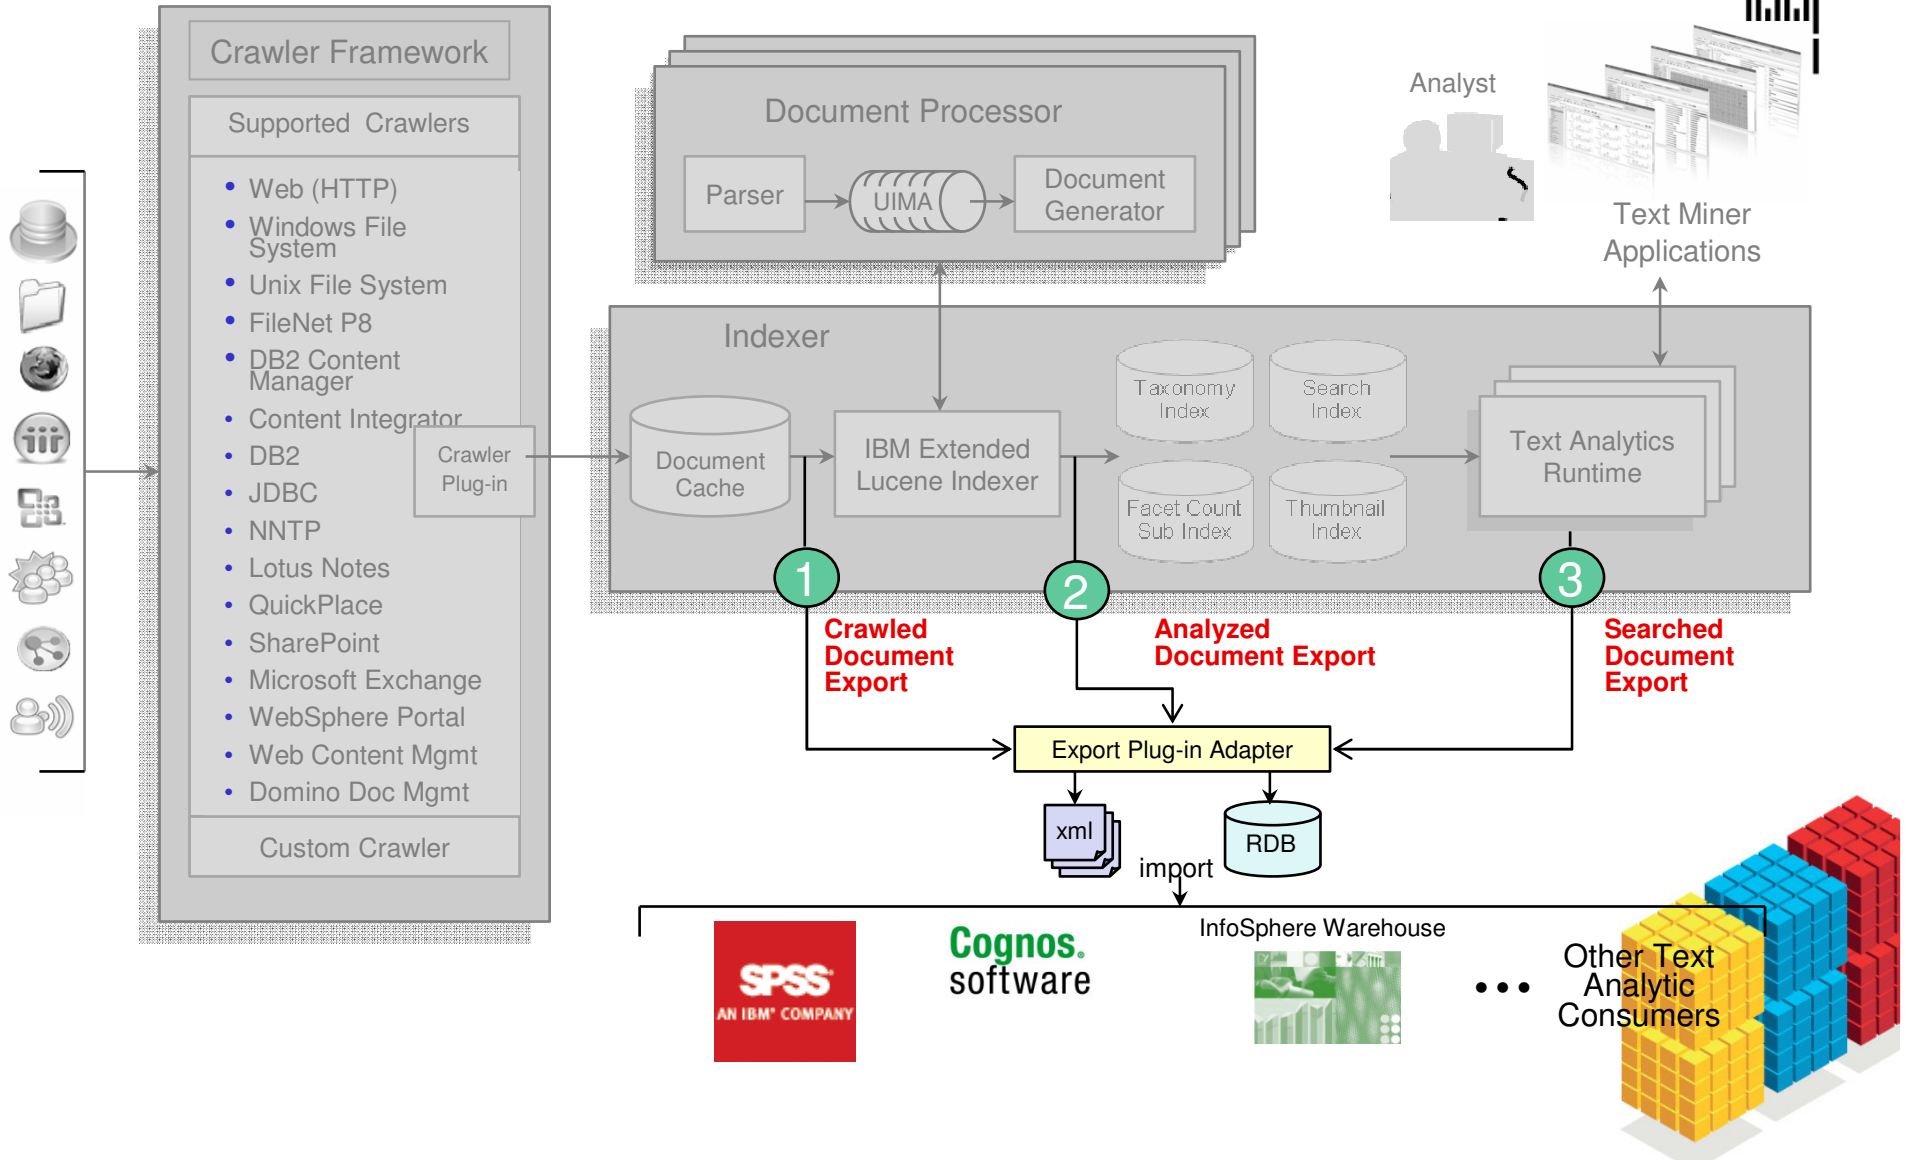 Crawler Framework
Supported Crawlers
• Web (HTTP)
• Windows File
System
• Unix File System
• FileNet P8
• DB2 Content
Manager
• Content Integrator
• DB2
• JDBC
• NNTP
• Lotus Notes
• QuickPlace
• SharePoint
• Microsoft Exchange
• WebSphere Portal
• Web Content Mgmt
• Domino Doc Mgmt
Custom Crawler
Crawler
Plug-in
Document Processor
Parser
UIMA
Document
Generator
Analyst
Text Miner
Applications
Indexer
Document
Cache
IBM Extended
Lucene Indexer
Taxonomy
Index
Search
Index
Facet Count
Sub Index
Thumbnail
Index
Text Analytics
Runtime
1
2
3
Crawled
Document
Export
Analyzed
Document Export
Searched
Document
Export
Export Plug-in Adapter
xml
RDB
import
SPSS
AN IBM® COMPANY
Cognos®
software
InfoSphere Warehouse
•••
Other Text
Analytic
Consumers